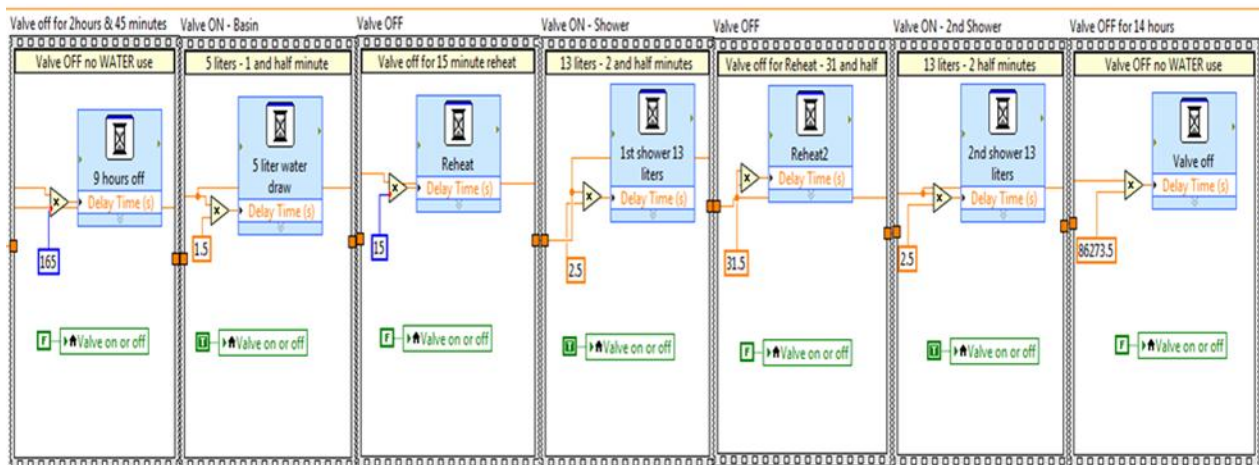 Valve off for 2hours & 45 minutes
Valve OFF no WATER use
9 hours off
Delay Time (s)
165
F
Valve on or off
Valve ON - Basin
5 liters - 1 and half minute
5 liter water
draw
Delay Time (s)
1.5
T
Valve on or off
Valve OFF
Valve off for 15 minute reheat
Reheat
Delay Time (s)
15
F
Valve on or off
Valve ON - Shower
13 liters - 2 and half minutes
1st shower 13
liters
Delay Time (s)
2.5
T
Valve on or off
Valve OFF
Valve off for Reheat - 31 and half
Reheat2
Delay Time (s)
31.5
F
Valve on or off
Valve ON - 2nd Shower
13 liters - 2 half minutes
2nd shower 13
liters
Delay Time (s)
2.5
T
Valve on or off
Valve OFF for 14 hours
Valve OFF no WATER use
Valve off
Delay Time (s)
86273.5
F
Valve on or off